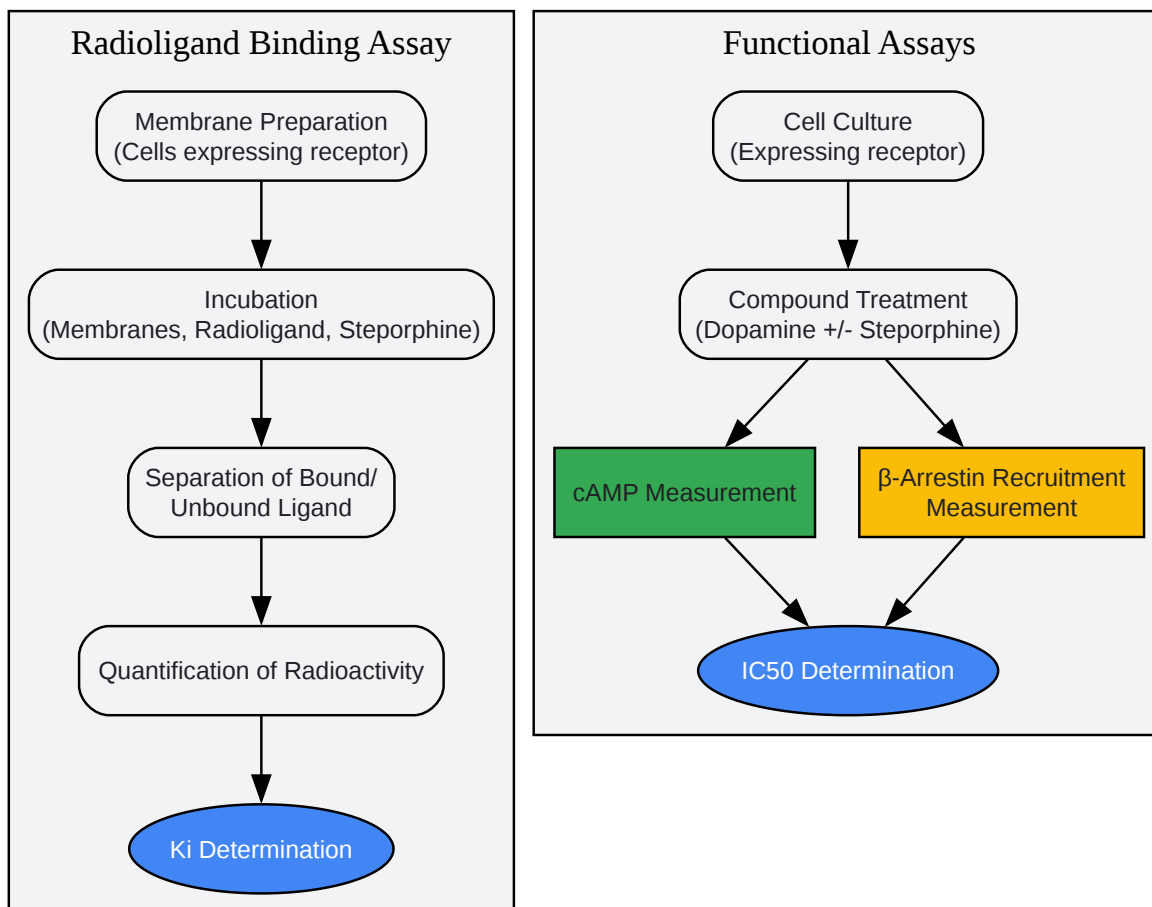 Radioligand Binding Assay
Membrane Preparation
(Cells expressing receptor)
Incubation
(Membranes, Radioligand, Steporphine)
Separation of Bound/
Unbound Ligand
Quantification of Radioactivity
Ki Determination
Functional Assays
Cell Culture
(Expressing receptor)
Compound Treatment
(Dopamine +/- Steporphine)
cAMP Measurement
β-Arrestin Recruitment
Measurement
IC50 Determination